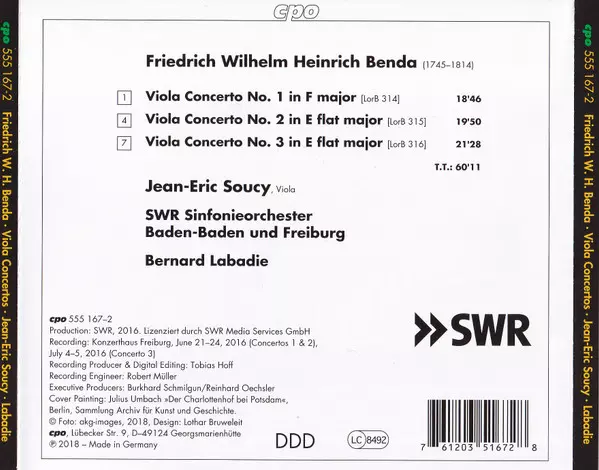 cpo
cpo 555 167-2 Friedrich W. H. Benda · Viola Concertos · Jean-Eric Soucy · Labadie
Friedrich Wilhelm Heinrich Benda (1745–1814)
1 Viola Concerto No. 1 in F major [LorB 314] 18'46
4 Viola Concerto No. 2 in E flat major [LorB 315] 19'50
7 Viola Concerto No. 3 in E flat major [LorB 316] 21'28
T.T.: 60'11
Jean-Eric Soucy, Viola
SWR Sinfonieorchester
Baden-Baden und Freiburg
Bernard Labadie
cpo 555 167–2
Production: SWR, 2016. Lizenziert durch SWR Media Services GmbH
Recording: Konzerthaus Freiburg, June 21–24, 2016 (Concertos 1 & 2),
July 4–5, 2016 (Concerto 3)
Recording Producer & Digital Editing: Tobias Hoff
Recording Engineer: Robert Müller
Executive Producers: Burkhard Schmilgun/Reinhard Oechsler
Cover Painting: Julius Umbach »Der Charlottenhof bei Potsdam«,
Berlin, Sammlung Archiv für Kunst und Geschichte.
© Foto: akg-images, 2018, Design: Lothar Bruweleit
cpo, Lübecker Str. 9, D–49124 Georgsmarienhütte
℗ 2018 – Made in Germany
SWR
DDD
LC 8492
7 61203 51672 8
cpo 555 167-2 Friedrich W. H. Benda · Viola Concertos · Jean-Eric Soucy · Labadie